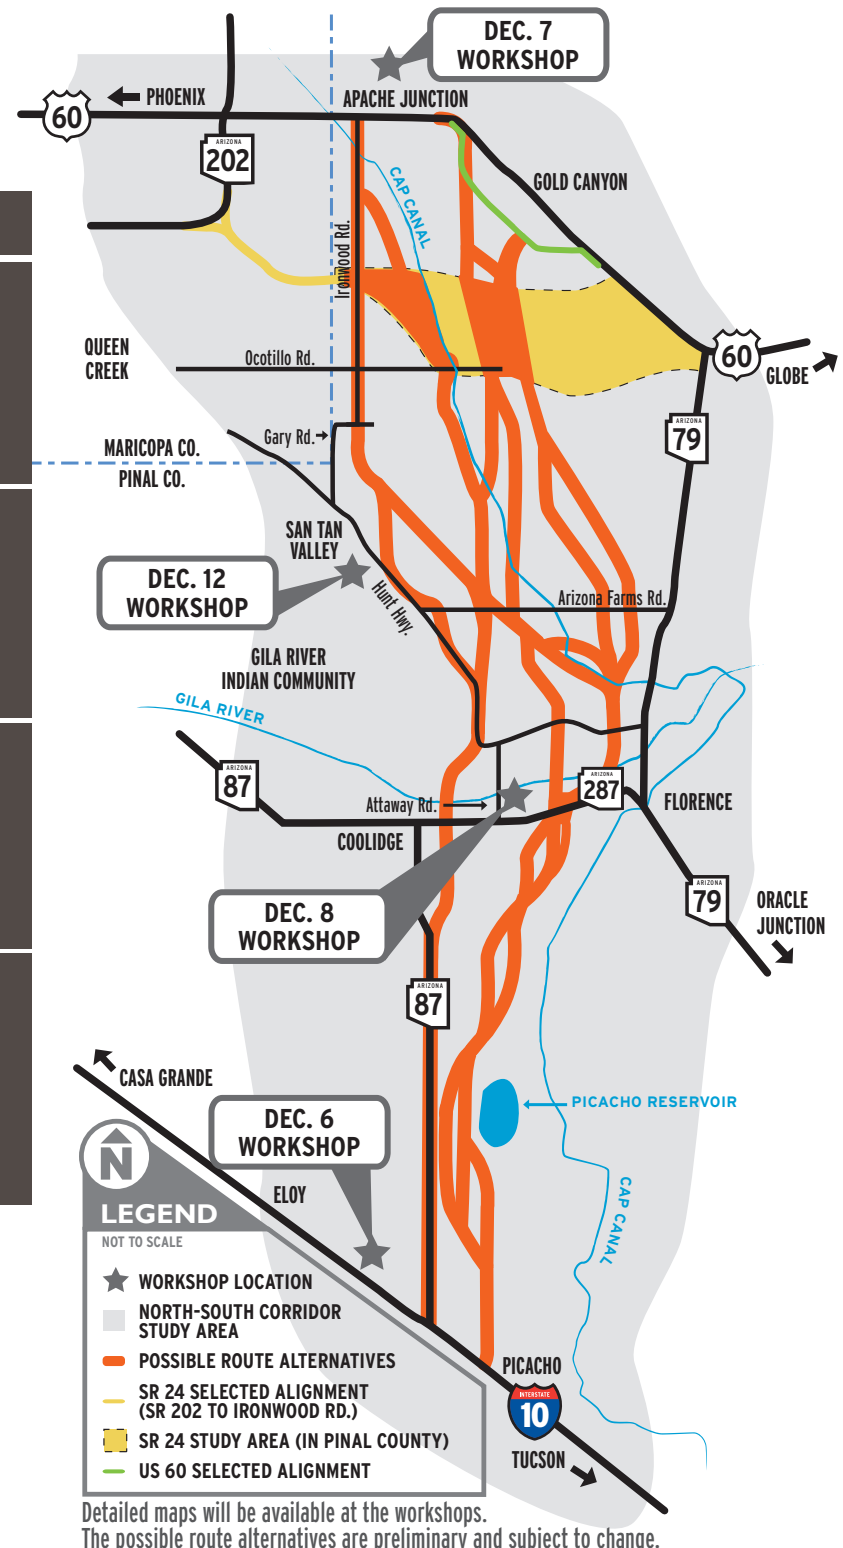 DEC. 7
WORKSHOP
PHOENIX
APACHE JUNCTION
60
ARIZONA
202
GOLD CANYON
CAP CANAL
Ironwood Rd.
QUEEN
CREEK
Ocotillo Rd.
60
GLOBE
ARIZONA
79
Gary Rd.
MARICOPA CO.
PINAL CO.
SAN TAN
VALLEY
DEC. 12
WORKSHOP
Hunt Hwy.
Arizona Farms Rd.
GILA RIVER
INDIAN COMMUNITY
GILA RIVER
ARIZONA
87
ARIZONA
287
Attaway Rd.
FLORENCE
COOLIDGE
DEC. 8
WORKSHOP
ARIZONA
79
ORACLE
JUNCTION
ARIZONA
87
CASA GRANDE
PICACHO RESERVOIR
DEC. 6
WORKSHOP
N
ELOY
CAP CANAL
LEGEND
NOT TO SCALE
WORKSHOP LOCATION
NORTH-SOUTH CORRIDOR
STUDY AREA
POSSIBLE ROUTE ALTERNATIVES
SR 24 SELECTED ALIGNMENT
(SR 202 TO IRONWOOD RD.)
SR 24 STUDY AREA (IN PINAL COUNTY)
US 60 SELECTED ALIGNMENT
PICACHO
INTERSTATE
10
TUCSON
Detailed maps will be available at the workshops.
The possible route alternatives are preliminary and subject to change.